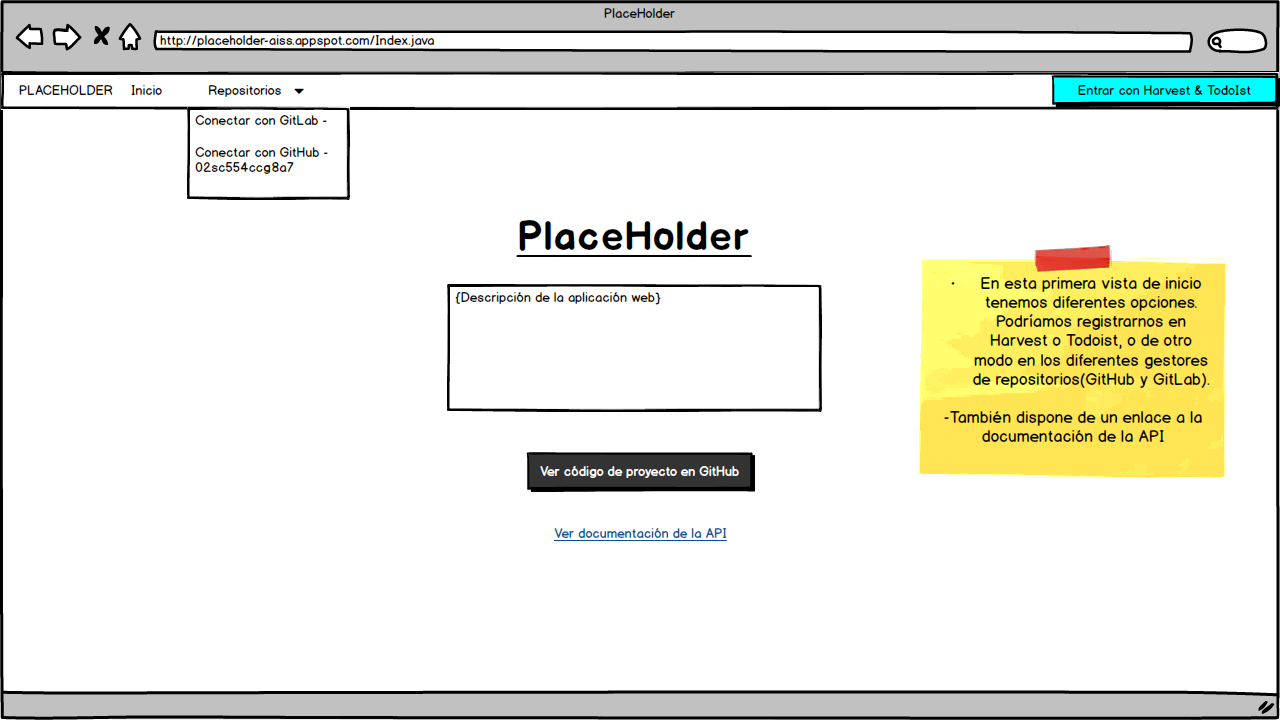 PlaceHolder
http://placeholder-aiss.appspot.com/Index.java
PLACEHOLDER Inicio Repositorios Entrar con Harvest & TodoIst
Conectar con GitLab -
Conectar con GitHub -
02sc554ccg8a7
PlaceHolder
{Descripción de la aplicación web}
Ver código de proyecto en GitHub
Ver documentación de la API
• En esta primera vista de inicio
tenemos diferentes opciones.
Podríamos registrarnos en
Harvest o Todoist, o de otro
modo en los diferentes gestores
de repositorios(GitHub y GitLab).
-También dispone de un enlace a la
documentación de la API